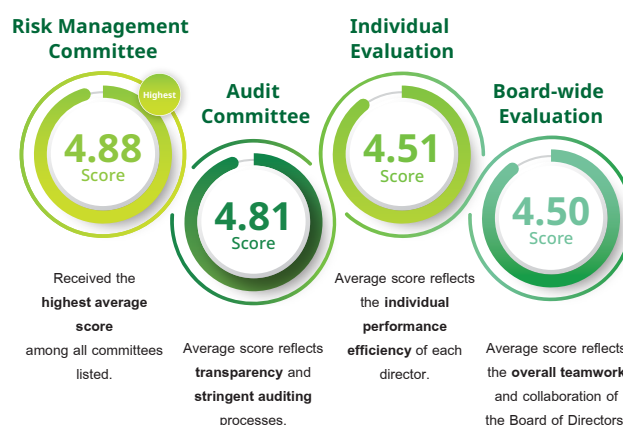 Risk Management
Committee
Highest
4.88
Score
Received the
highest average
score
among all committees
listed.
Audit
Committee
4.81
Score
Average score reflects
transparency and
stringent auditing
processes.
Individual
Evaluation
4.51
Score
Average score reflects
the individual
performance
efficiency of each
director.
Board-wide
Evaluation
4.50
Score
Average score reflects
the overall teamwork
and collaboration of
the Board of Directors